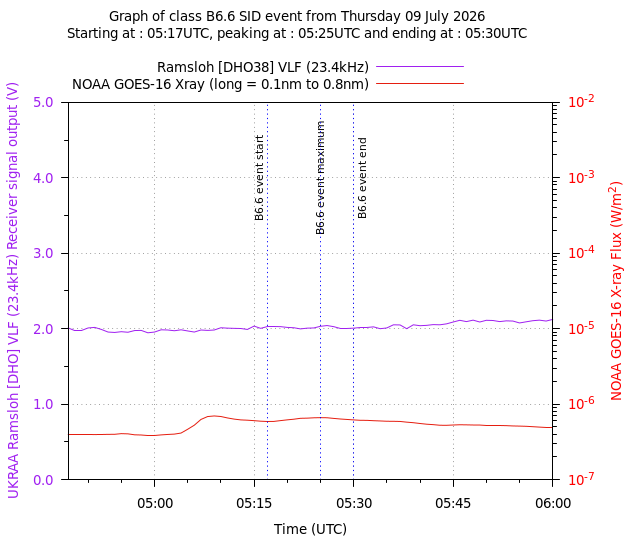 Graph of class B6.6 SID event from Thursday 09 July 2026
Starting at : 05:17UTC, peaking at : 05:25UTC and ending at : 05:30UTC
Ramsloh [DHO38] VLF (23.4kHz)
NOAA GOES-16 Xray (long = 0.1nm to 0.8nm)
UKRAA Ramsloh [DHO] VLF (23.4kHz) Receiver signal output (V)
5.0
4.0
3.0
2.0
1.0
0.0
B6.6 event start
B6.6 event maximum
B6.6 event end
10⁻²
10⁻³
10⁻⁴
10⁻⁵
10⁻⁶
10⁻⁷
NOAA GOES-16 X-ray Flux (W/m²)
05:00 05:15 05:30 05:45 06:00
Time (UTC)